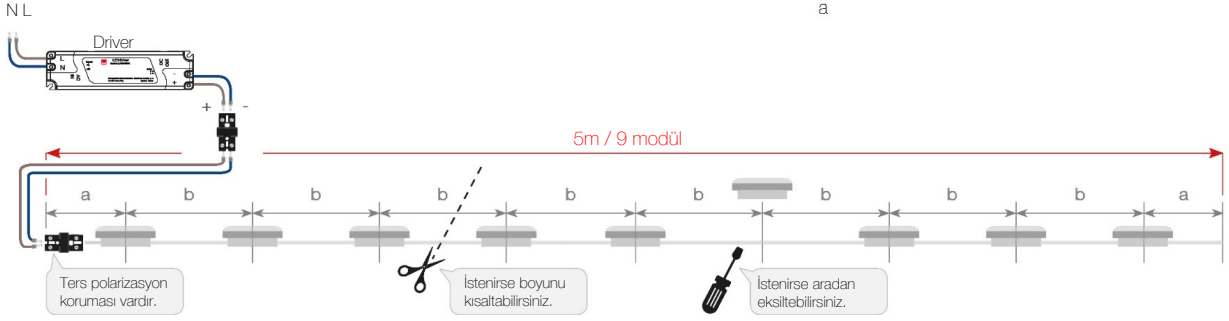 N L
a
Driver
L
N
-
+
+ -
5m / 9 modül
a b b b b b b b b a
Ters polarizasyon
koruması vardır.
İstenirse boyunu
kısaltabilirsiniz.
İstenirse aradan
eksiltebilirsiniz.